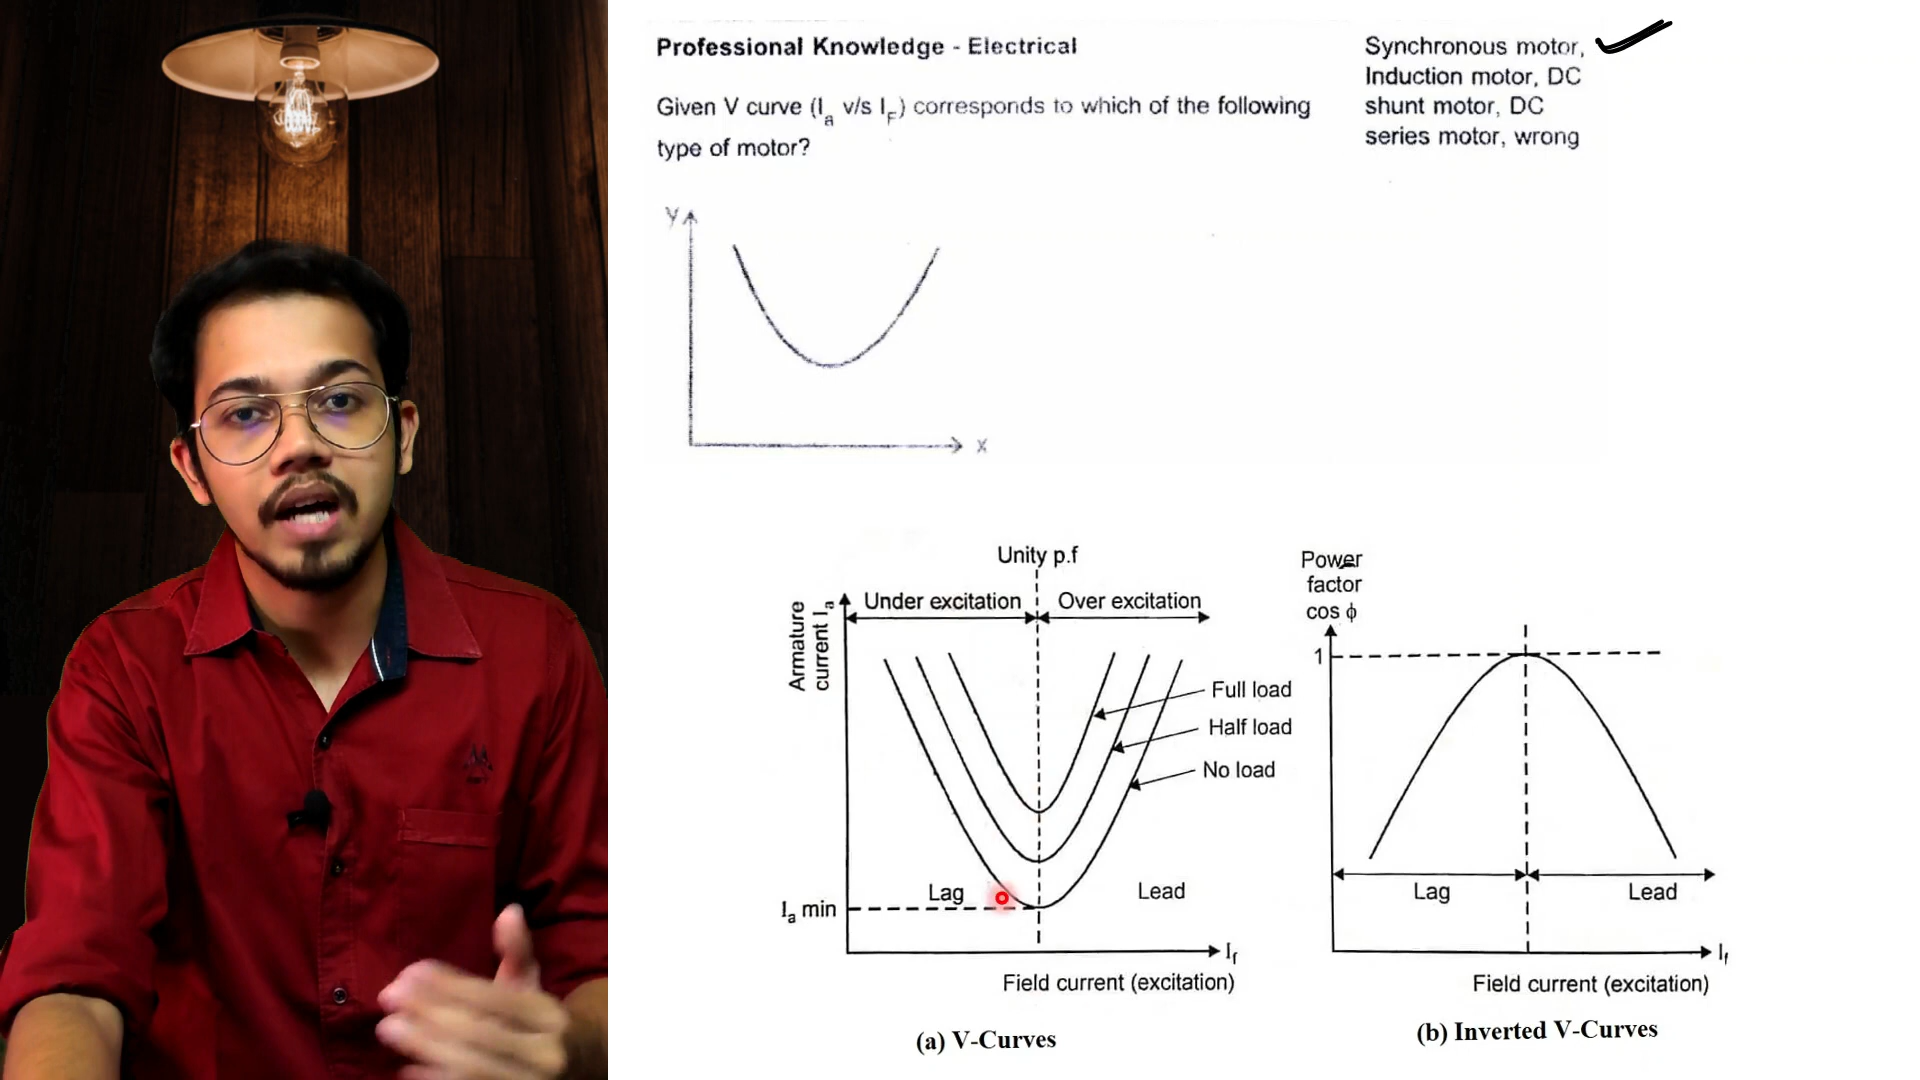 Professional Knowledge - Electrical
Given V curve (Ia v/s IF) corresponds to which of the following
type of motor?
Synchronous motor,
Induction motor, DC
shunt motor, DC
series motor, wrong
y
x
Unity p.f
Under excitation
Over excitation
Armature
current Ia
Full load
Half load
No load
Lag
Lead
Ia min
If
Field current (excitation)
(a) V-Curves
Power
factor
cos ϕ
1
Lag
Lead
If
Field current (excitation)
(b) Inverted V-Curves